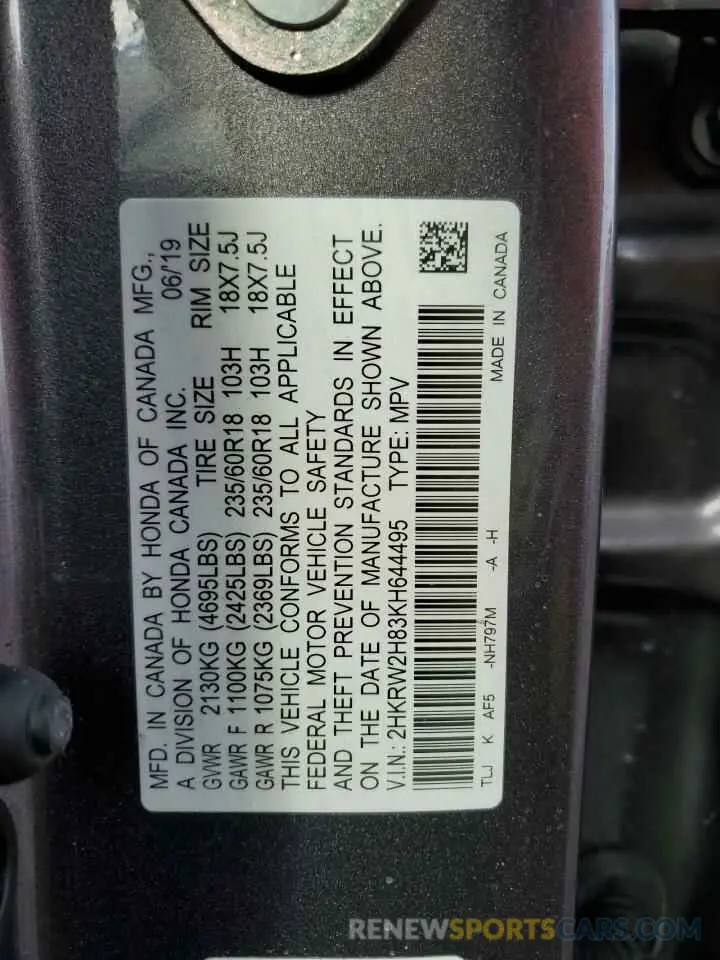 MFD. IN CANADA BY HONDA OF CANADA MFG.,
A DIVISION OF HONDA CANADA INC. 06/'19
GVWR 2130KG (4695LBS) TIRE SIZE RIM SIZE
GAWR F 1100KG (2425LBS) 235/60R18 103H 18X7.5J
GAWR R 1075KG (2369LBS) 235/60R18 103H 18X7.5J
THIS VEHICLE CONFORMS TO ALL APPLICABLE
FEDERAL MOTOR VEHICLE SAFETY
AND THEFT PREVENTION STANDARDS IN EFFECT
ON THE DATE OF MANUFACTURE SHOWN ABOVE.
V.I.N.: 2HKRW2H83KH644495 TYPE: MPV
TLJ K AF5 -NH797M -A -H MADE IN CANADA
RENEWSPORTSCARS.COM